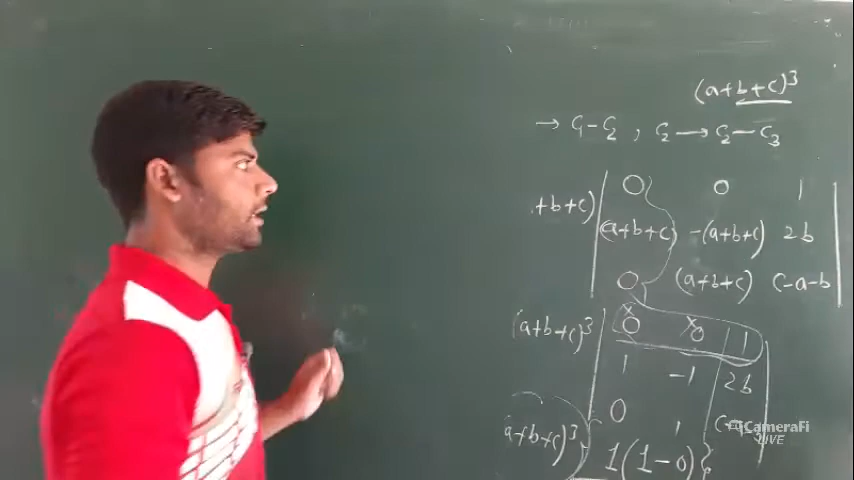 (a+b+c)³
→ C₁-C₂ , C₂ → C₂-C₃
+b+c) | 0 0 1 |
(a+b+c) -(a+b+c) 2b
0 (a+b+c) c-a-b
(a+b+c)³ | 0 0 1 |
1 -1 2b
0 1
(a+b+c)³ { 1(1-0)}
CameraFi
LIVE